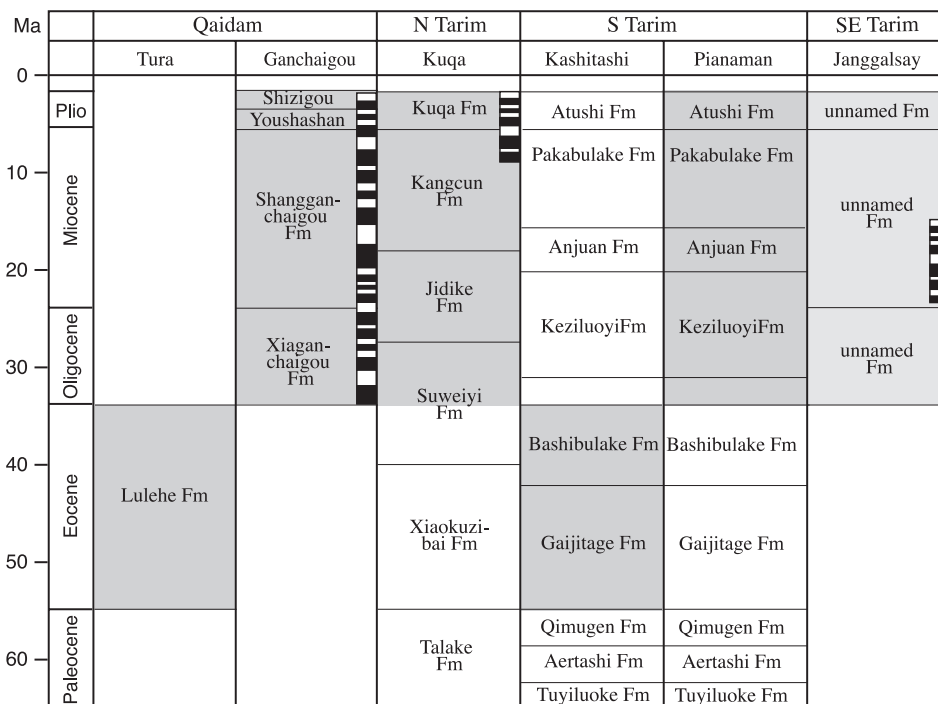 Ma
Qaidam
N Tarim
S Tarim
SE Tarim
Tura
Ganchaigou
Kuqa
Kashitashi
Pianaman
Janggalsay
0
10
20
30
40
50
60
Plio
Miocene
Oligocene
Eocene
Paleocene
Lulehe Fm
Shizigou
Youshashan
Shanggan-
chaigou
Fm
Xiagan-
chaigou
Fm
Kuqa Fm
Kangcun
Fm
Jidike
Fm
Suweiyi
Fm
Xiaokuzi-
bai Fm
Talake
Fm
Atushi Fm
Pakabulake Fm
Anjuan Fm
KeziluoyiFm
Bashibulake Fm
Gaijitage Fm
Qimugen Fm
Aertashi Fm
Tuyiluoke Fm
Atushi Fm
Pakabulake Fm
Anjuan Fm
KeziluoyiFm
Bashibulake Fm
Gaijitage Fm
Qimugen Fm
Aertashi Fm
Tuyiluoke Fm
unnamed Fm
unnamed
Fm
unnamed
Fm